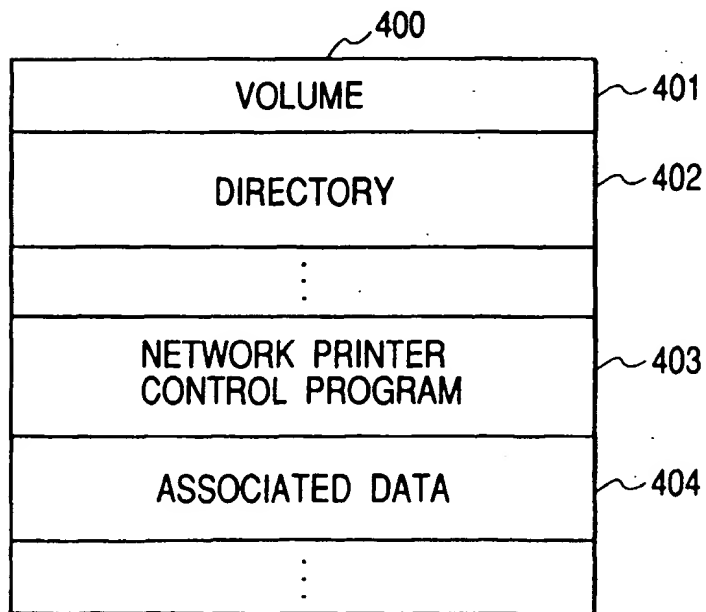 400
VOLUME 401
DIRECTORY 402
⋮
NETWORK PRINTER
CONTROL PROGRAM 403
ASSOCIATED DATA 404
⋮